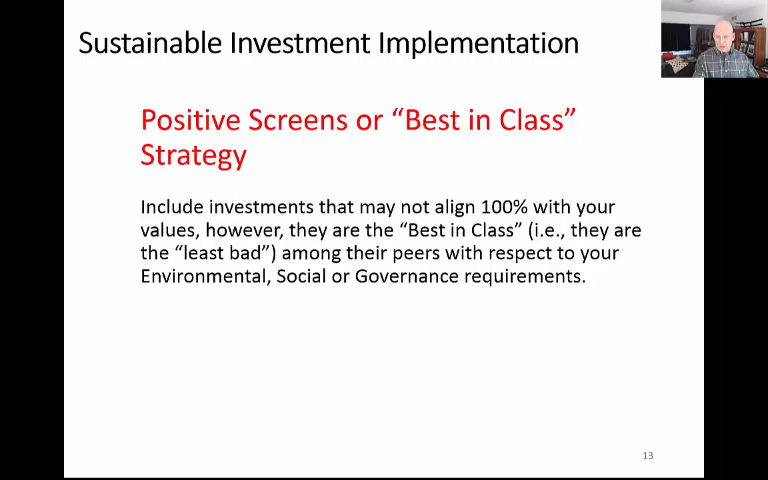 Sustainable Investment Implementation
Positive Screens or “Best in Class”
Strategy
Include investments that may not align 100% with your
values, however, they are the “Best in Class” (i.e., they are
the “least bad”) among their peers with respect to your
Environmental, Social or Governance requirements.
13